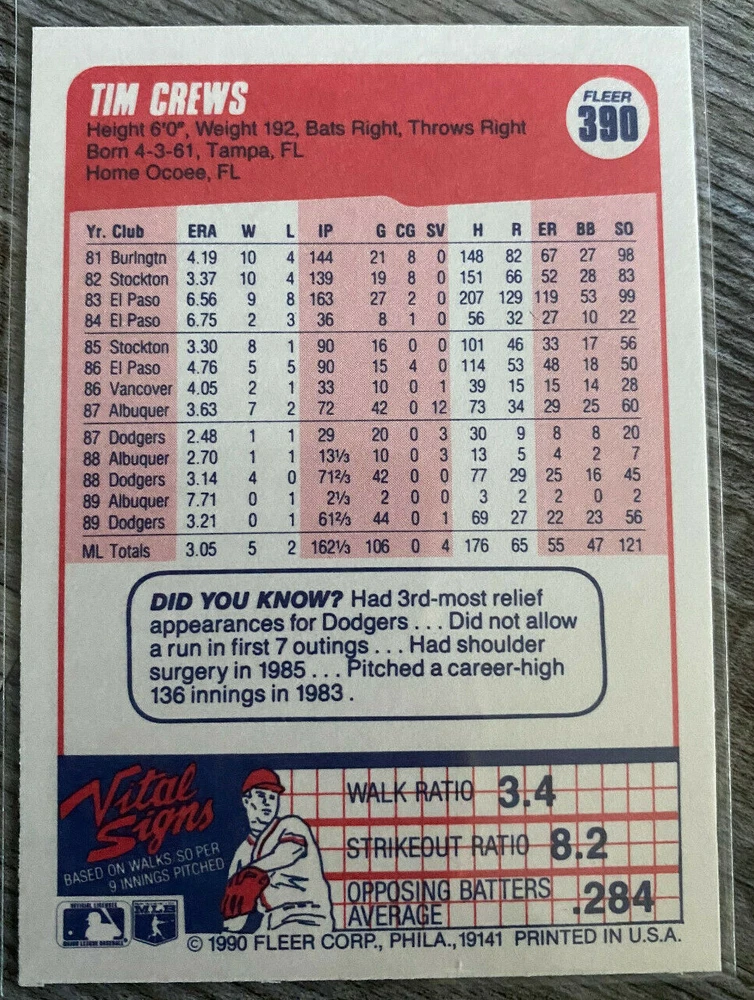 TIM CREWS
FLEER
390
Height 6'0", Weight 192, Bats Right, Throws Right
Born 4-3-61, Tampa, FL
Home Ocoee, FL
Yr. Club ERA W L IP G CG SV H R ER BB SO
81 Burlngtn 4.19 10 4 144 21 8 0 148 82 67 27 98
82 Stockton 3.37 10 4 139 19 8 0 151 66 52 28 83
83 El Paso 6.56 9 8 163 27 2 0 207 129 119 53 99
84 El Paso 6.75 2 3 36 8 1 0 56 32 27 10 22
85 Stockton 3.30 8 1 90 16 0 0 101 46 33 17 56
86 El Paso 4.76 5 5 90 15 4 0 114 53 48 18 50
86 Vancover 4.05 2 1 33 10 0 1 39 15 15 14 28
87 Albuquer 3.63 7 2 72 42 0 12 73 34 29 25 60
87 Dodgers 2.48 1 1 29 20 0 3 30 9 8 8 20
88 Albuquer 2.70 1 1 13⅓ 10 0 3 13 5 4 2 7
88 Dodgers 3.14 4 0 71⅔ 42 0 0 77 29 25 16 45
89 Albuquer 7.71 0 1 2⅓ 2 0 0 3 2 2 0 2
89 Dodgers 3.21 0 1 61⅔ 44 0 1 69 27 22 23 56
ML Totals 3.05 5 2 162⅓ 106 0 4 176 65 55 47 121
DID YOU KNOW? Had 3rd-most relief
appearances for Dodgers . . . Did not allow
a run in first 7 outings . . . Had shoulder
surgery in 1985 . . . Pitched a career-high
136 innings in 1983 .
Vital
Signs
BASED ON WALKS/SO PER
9 INNINGS PITCHED
WALK RATIO 3.4
STRIKEOUT RATIO 8.2
OPPOSING BATTERS
AVERAGE .284
OFFICIAL LICENSEE
MAJOR LEAGUE BASEBALL
MLB
© 1990 FLEER CORP., PHILA., 19141 PRINTED IN U.S.A.